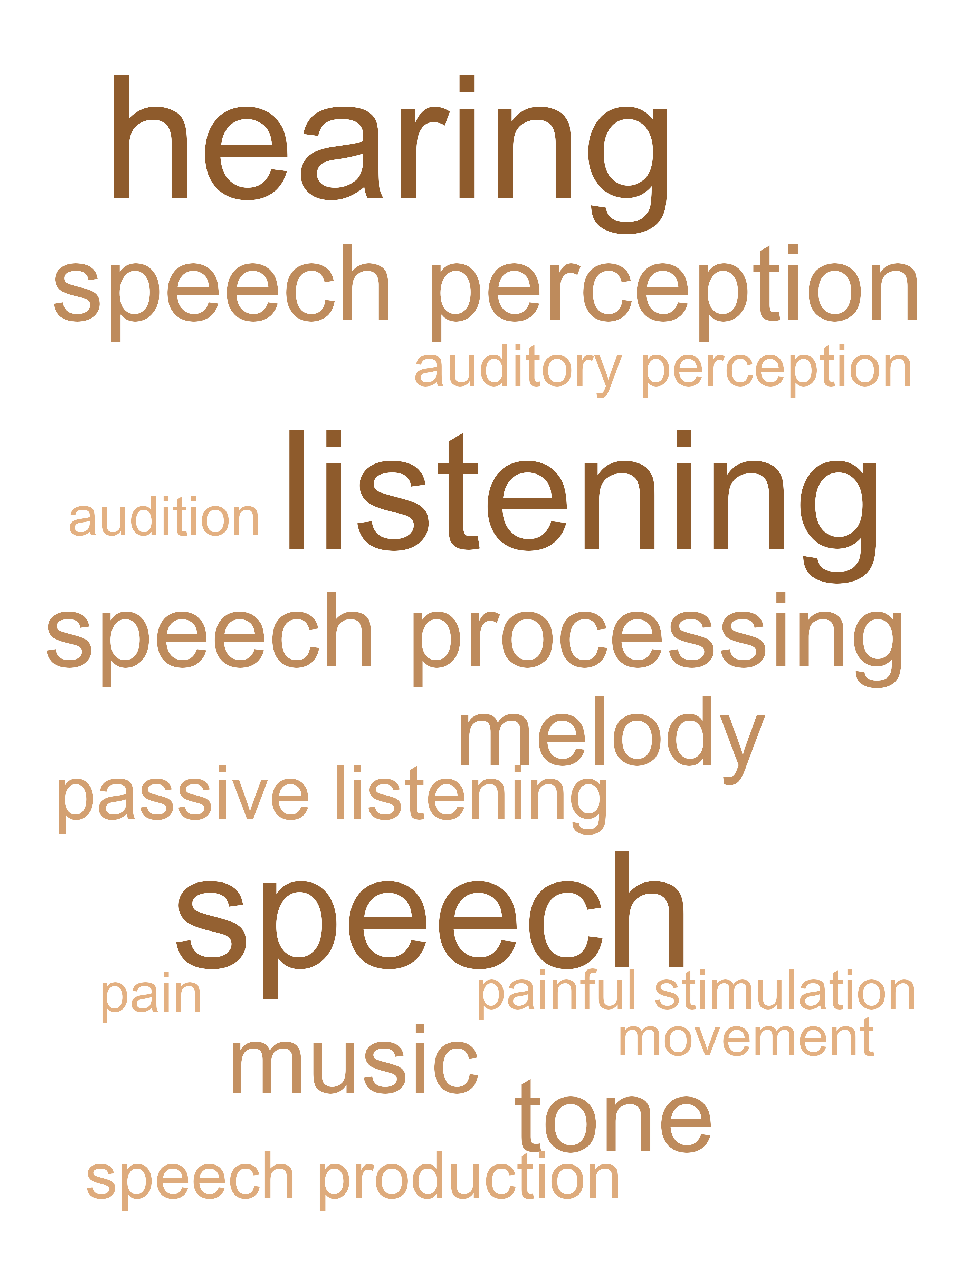 hearing
speech perception
auditory perception
audition
listening
speech processing
melody
passive listening
speech
pain
painful stimulation
movement
music
tone
speech production